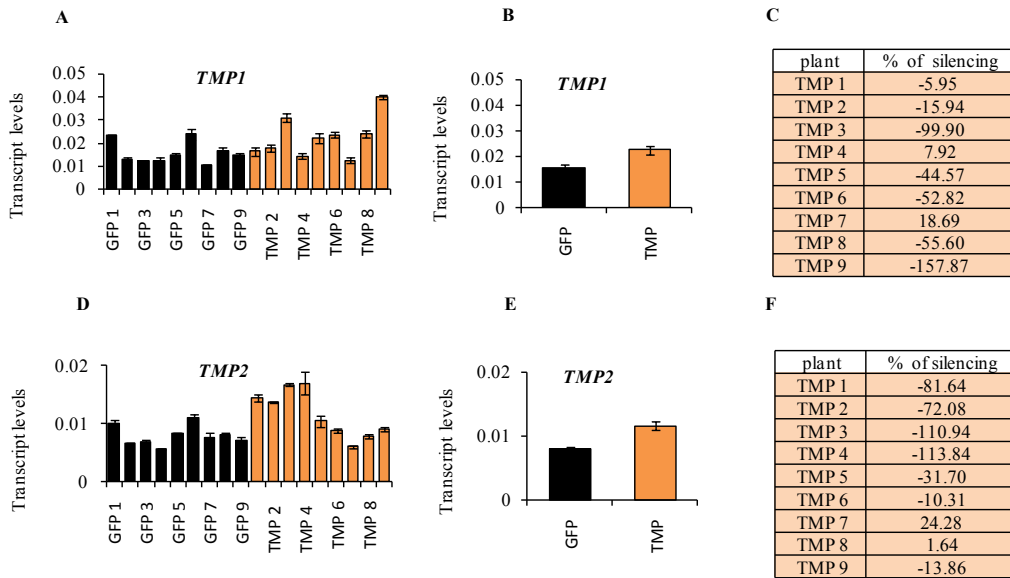 A
TMP1
Transcript levels
0.05
0.04
0.03
0.02
0.01
0
GFP 1
GFP 3
GFP 5
GFP 7
GFP 9
TMP 2
TMP 4
TMP 6
TMP 8
B
TMP1
Transcript levels
0.05
0.04
0.03
0.02
0.01
0
GFP
TMP
C
plant % of silencing
TMP 1 -5.95
TMP 2 -15.94
TMP 3 -99.90
TMP 4 7.92
TMP 5 -44.57
TMP 6 -52.82
TMP 7 18.69
TMP 8 -55.60
TMP 9 -157.87
D
TMP2
Transcript levels
0.02
0.01
0
GFP 1
GFP 3
GFP 5
GFP 7
GFP 9
TMP 2
TMP 4
TMP 6
TMP 8
E
TMP2
Transcript levels
0.02
0.01
0
GFP
TMP
F
plant % of silencing
TMP 1 -81.64
TMP 2 -72.08
TMP 3 -110.94
TMP 4 -113.84
TMP 5 -31.70
TMP 6 -10.31
TMP 7 24.28
TMP 8 1.64
TMP 9 -13.86